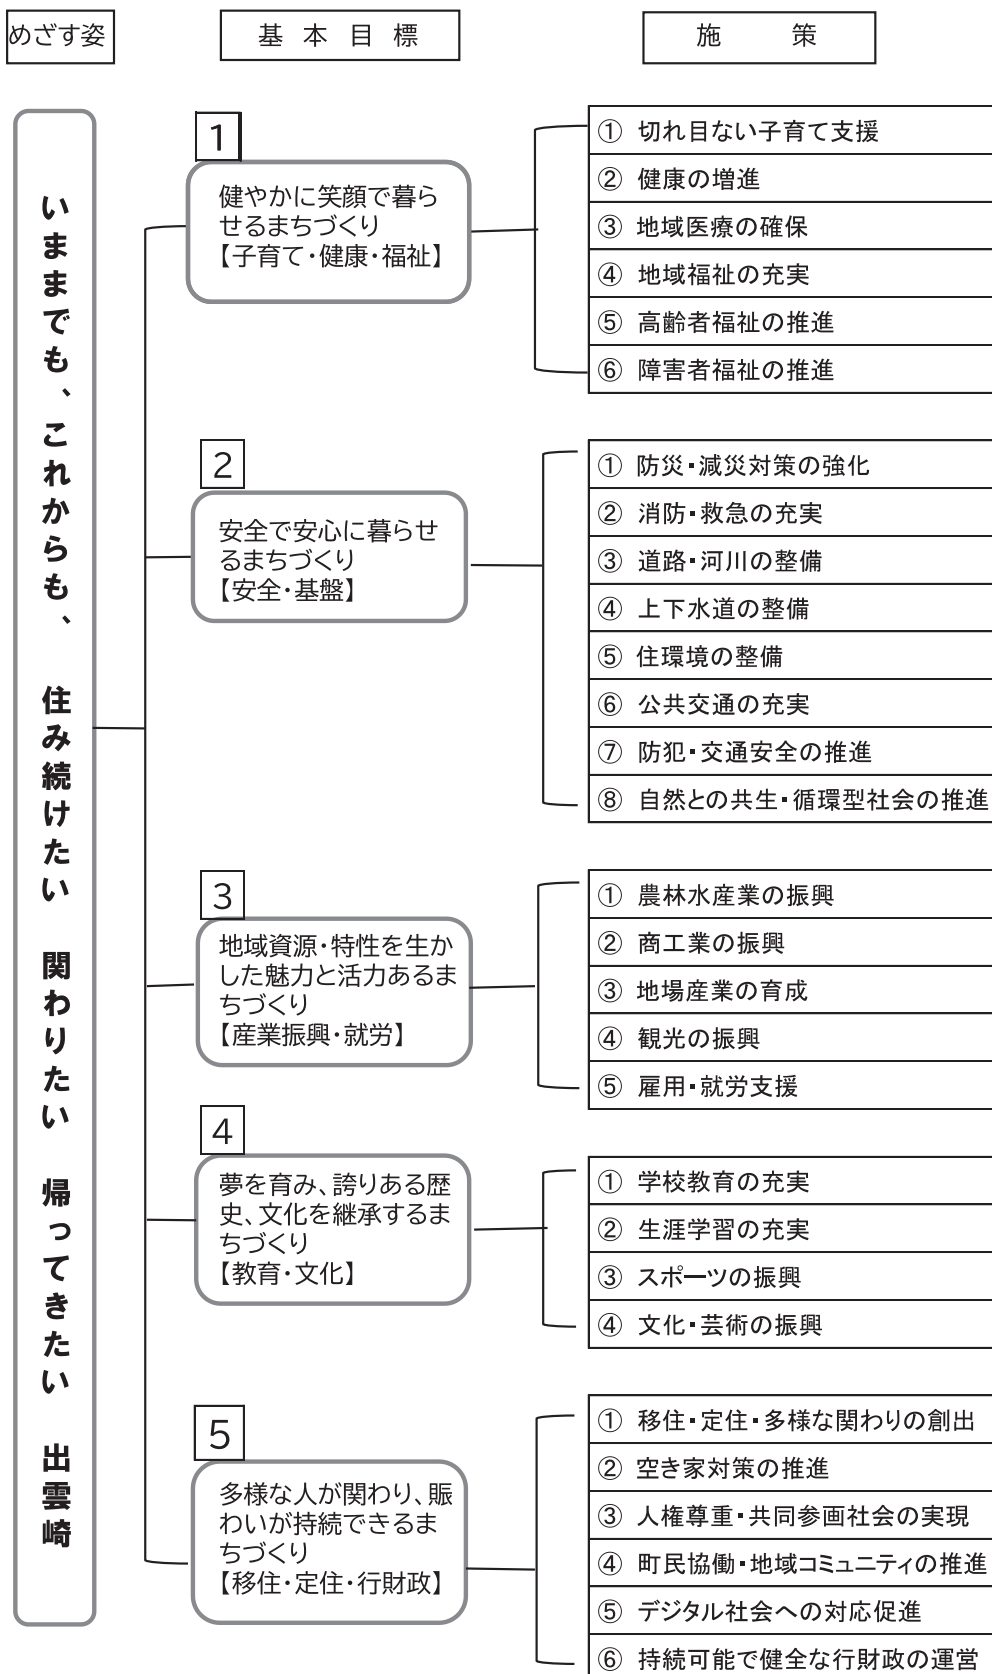 めざす姿
基本目標
施策
いままでも、これからも、 住み続けたい 関わりたい 帰ってきたい 出雲崎
1
健やかに笑顔で暮ら
せるまちづくり
【子育て・健康・福祉】
① 切れ目ない子育て支援
② 健康の増進
③ 地域医療の確保
④ 地域福祉の充実
⑤ 高齢者福祉の推進
⑥ 障害者福祉の推進
2
安全で安心に暮らせ
るまちづくり
【安全・基盤】
① 防災・減災対策の強化
② 消防・救急の充実
③ 道路・河川の整備
④ 上下水道の整備
⑤ 住環境の整備
⑥ 公共交通の充実
⑦ 防犯・交通安全の推進
⑧ 自然との共生・循環型社会の推進
3
地域資源・特性を生か
した魅力と活力あるま
ちづくり
【産業振興・就労】
① 農林水産業の振興
② 商工業の振興
③ 地場産業の育成
④ 観光の振興
⑤ 雇用・就労支援
4
夢を育み、誇りある歴
史、文化を継承するま
ちづくり
【教育・文化】
① 学校教育の充実
② 生涯学習の充実
③ スポーツの振興
④ 文化・芸術の振興
5
多様な人が関わり、賑
わいが持続できるま
ちづくり
【移住・定住・行財政】
① 移住・定住・多様な関わりの創出
② 空き家対策の推進
③ 人権尊重・共同参画社会の実現
④ 町民協働・地域コミュニティの推進
⑤ デジタル社会への対応促進
⑥ 持続可能で健全な行財政の運営